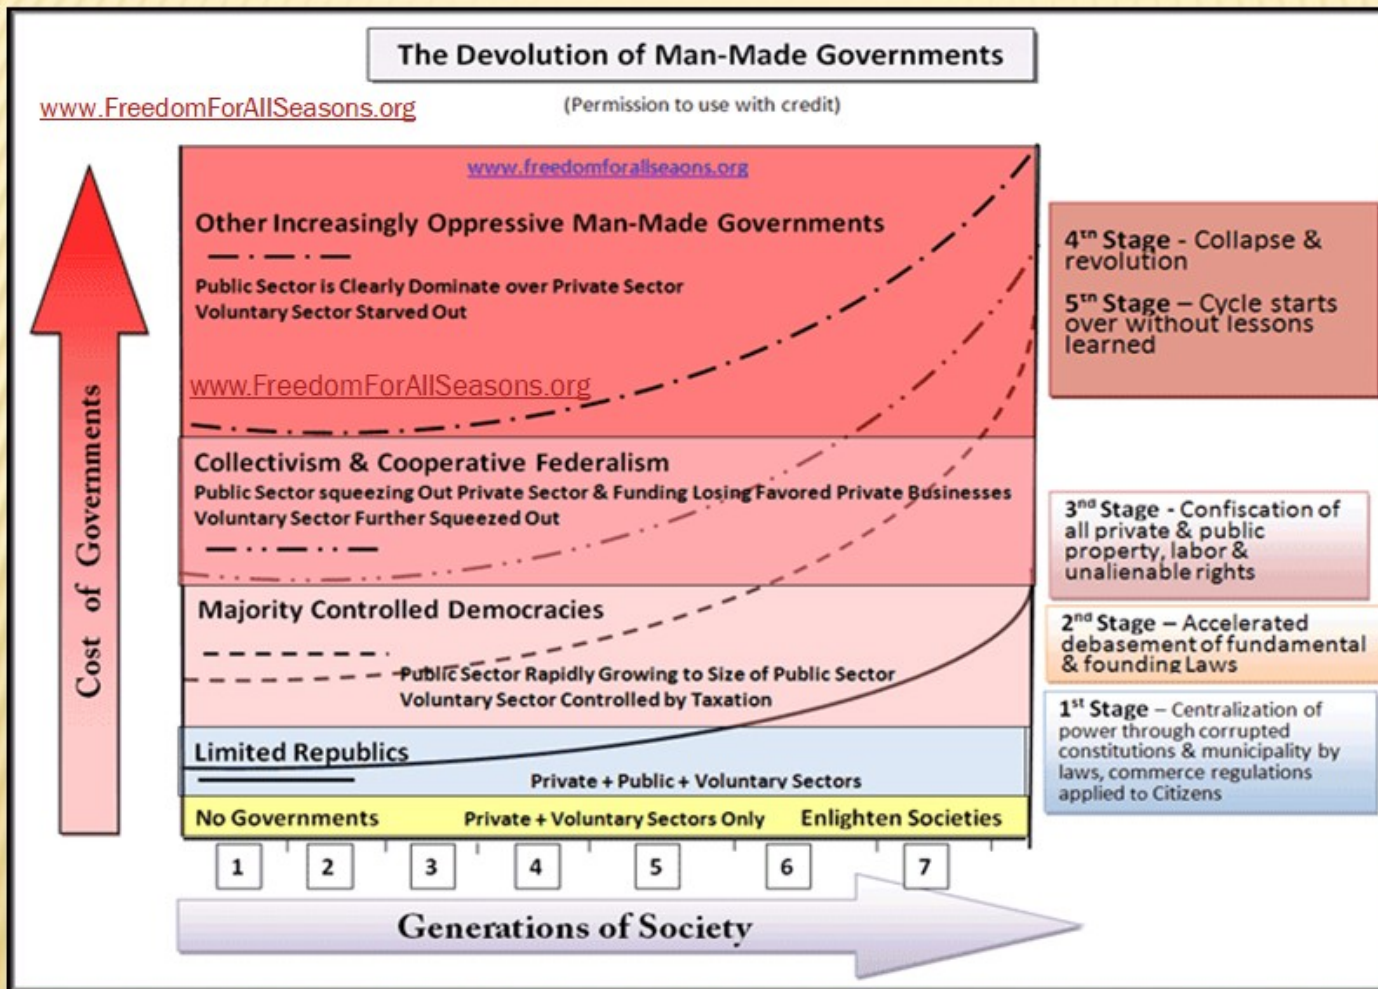 The Devolution of Man-Made Governments
(Permission to use with credit)
www.FreedomForAllSeasons.org
www.freedomforallseaons.org
Other Increasingly Oppressive Man-Made Governments
Public Sector is Clearly Dominate over Private Sector
Voluntary Sector Starved Out
www.FreedomForAllSeasons.org
Collectivism & Cooperative Federalism
Public Sector squeezing Out Private Sector & Funding Losing Favored Private Businesses
Voluntary Sector Further Squeezed Out
Majority Controlled Democracies
Public Sector Rapidly Growing to Size of Public Sector
Voluntary Sector Controlled by Taxation
Limited Republics
Private + Public + Voluntary Sectors
No Governments Private + Voluntary Sectors Only Enlighten Societies
1 2 3 4 5 6 7
Generations of Society
Cost of Governments
4th Stage - Collapse &
revolution
5th Stage – Cycle starts
over without lessons
learned
3nd Stage - Confiscation of
all private & public
property, labor &
unalienable rights
2nd Stage – Accelerated
debasement of fundamental
& founding Laws
1st Stage – Centralization of
power through corrupted
constitutions & municipality by
laws, commerce regulations
applied to Citizens